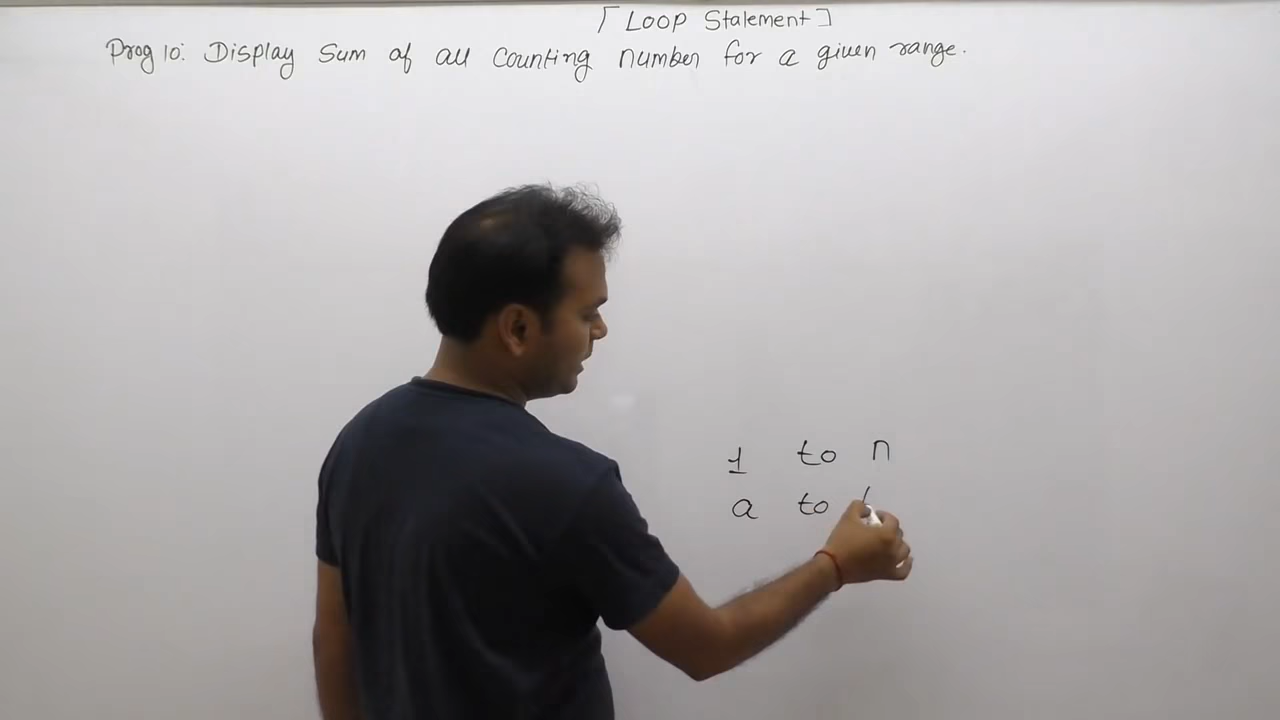 [Loop Statement]
Prog 10: Display Sum of all Counting Number for a given range.
1 to n
a to